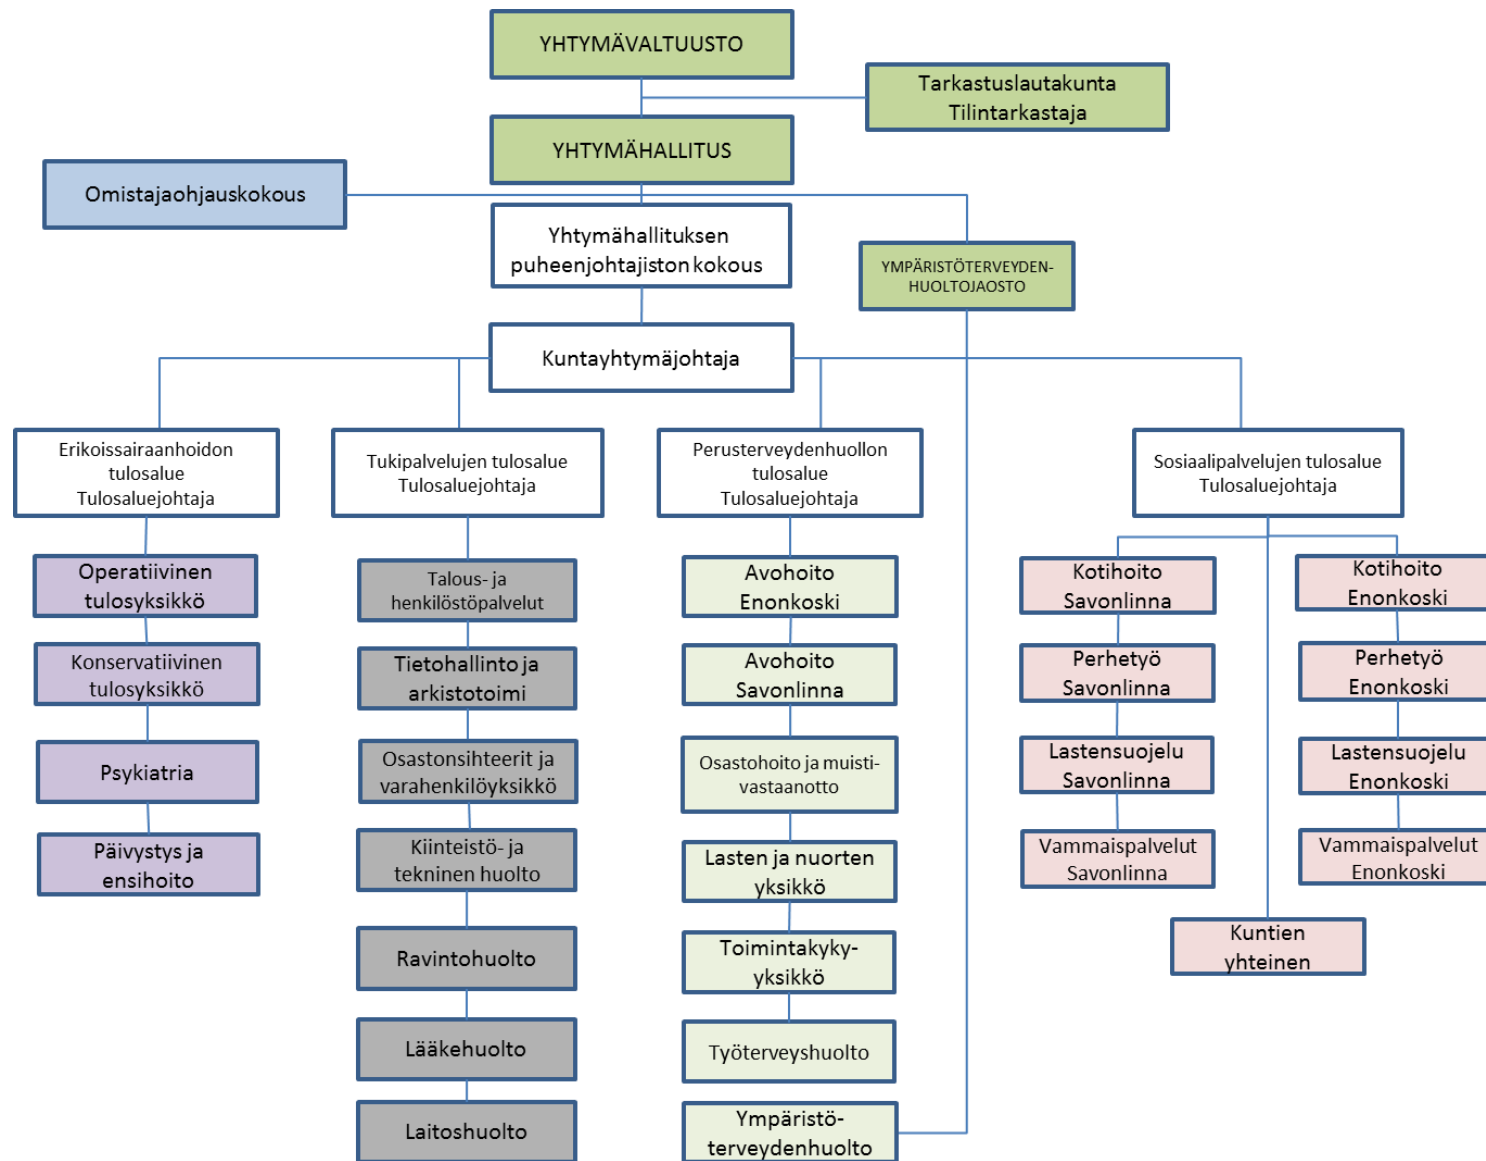 YHTYMÄVALTUUSTO
Tarkastuslautakunta
Tilintarkastaja
YHTYMÄHALLITUS
Omistajaohjauskokous
Yhtymähallituksen
puheenjohtajiston kokous
YMPÄRISTÖTERVEYDEN-
HUOLTOJAOSTO
Kuntayhtymäjohtaja
Erikoissairaanhoidon
tulosalue
Tulosaluejohtaja
Tukipalvelujen tulosalue
Tulosaluejohtaja
Perusterveydenhuollon
tulosalue
Tulosaluejohtaja
Sosiaalipalvelujen tulosalue
Tulosaluejohtaja
Operatiivinen
tulosyksikkö
Konservatiivinen
tulosyksikkö
Psykiatria
Päivystys ja
ensihoito
Talous- ja
henkilöstöpalvelut
Tietohallinto ja
arkistotoimi
Osastonsihteerit ja
varahenkilöyksikkö
Kiinteistö- ja
tekninen huolto
Ravintohuolto
Lääkehuolto
Laitoshuolto
Avohoito
Enonkoski
Avohoito
Savonlinna
Osastohoito ja muisti-
vastaanotto
Lasten ja nuorten
yksikkö
Toimintakyky-
yksikkö
Työterveyshuolto
Ympäristö-
terveydenhuolto
Kotihoito
Savonlinna
Perhetyö
Savonlinna
Lastensuojelu
Savonlinna
Vammaispalvelut
Savonlinna
Kotihoito
Enonkoski
Perhetyö
Enonkoski
Lastensuojelu
Enonkoski
Vammaispalvelut
Enonkoski
Kuntien
yhteinen